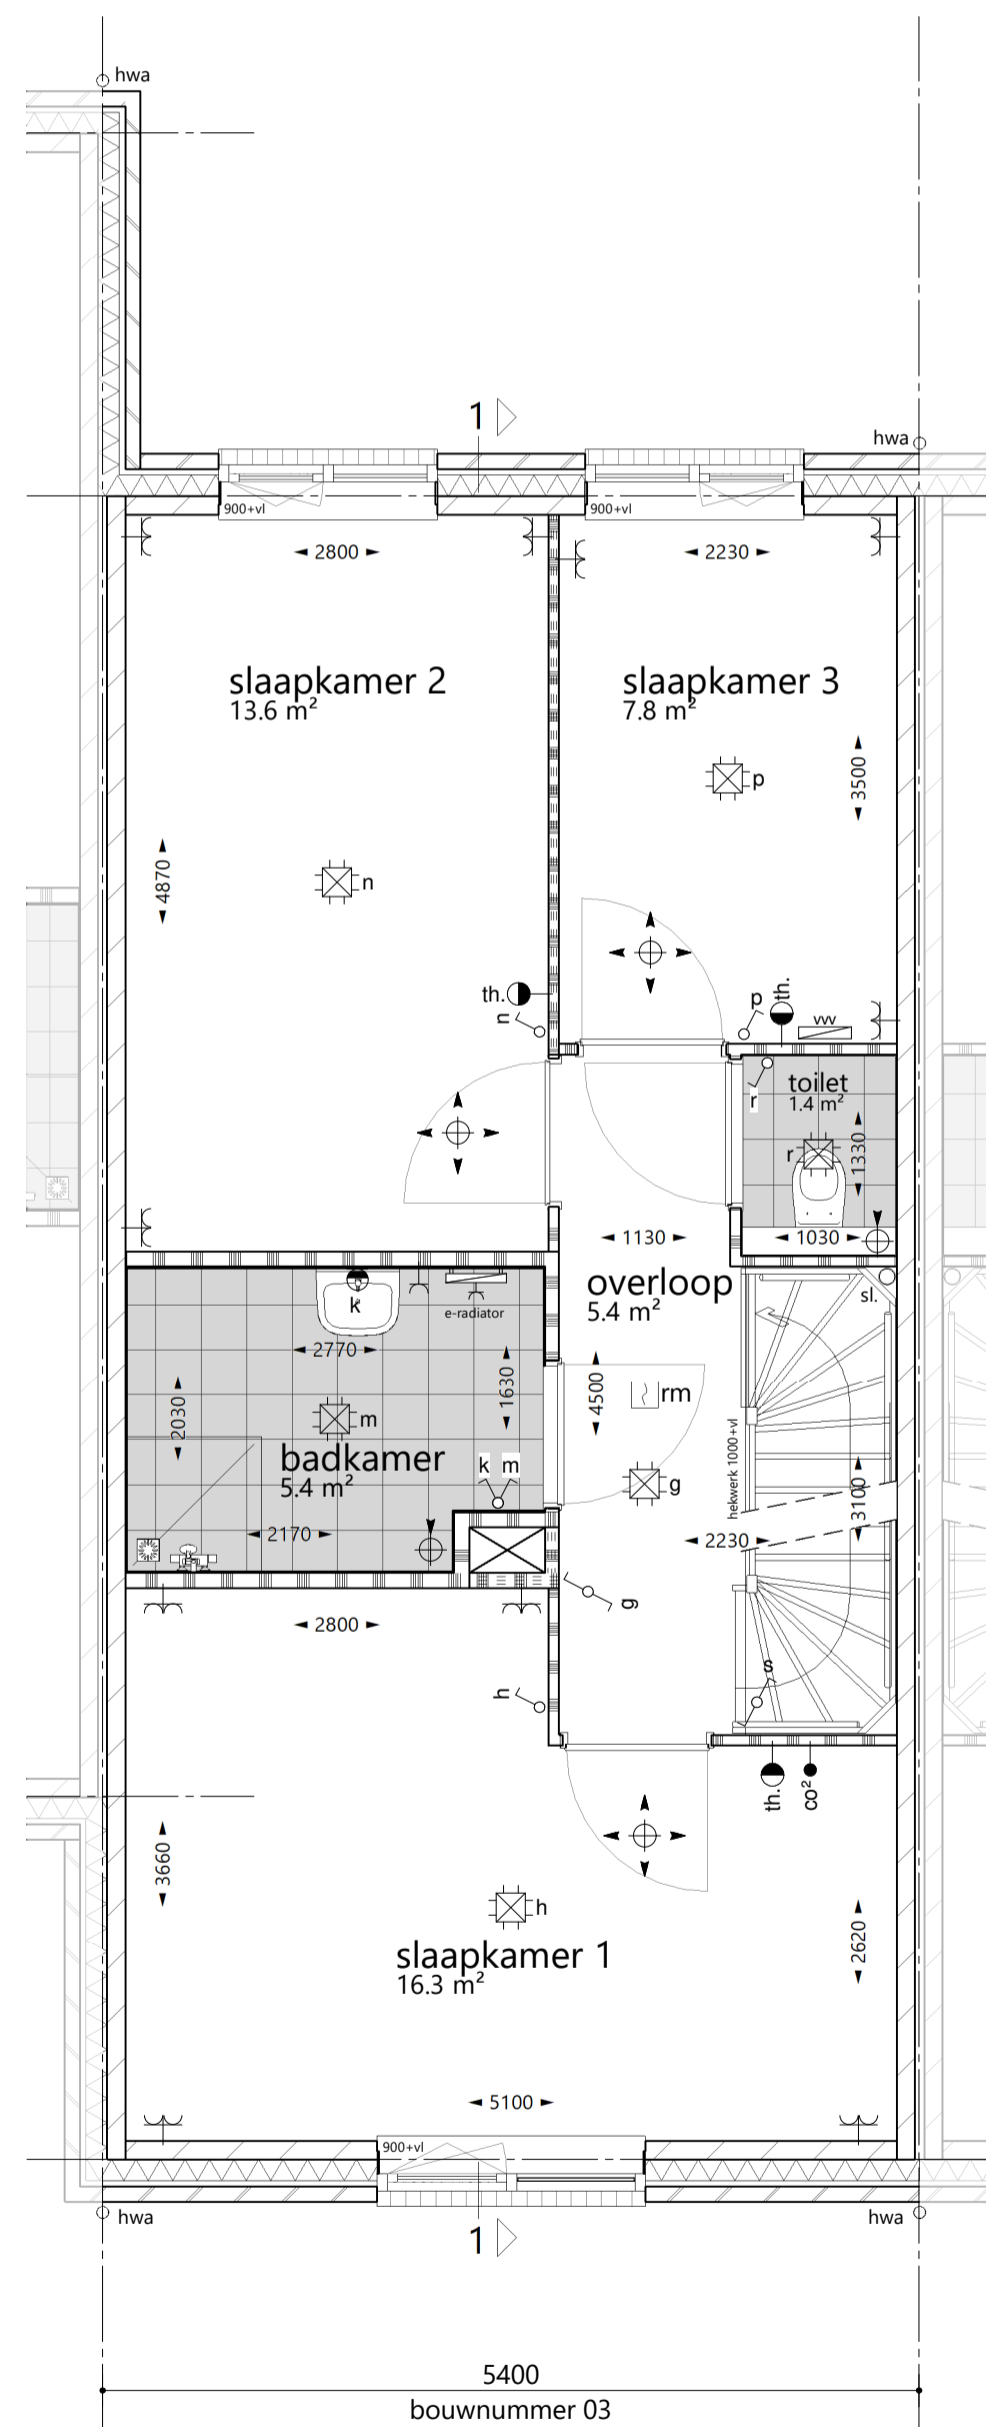 hwa
1
hwa
900+vl
900+vl
2800
2230
slaapkamer 2
13.6 m²
slaapkamer 3
7.8 m²
p
3500
n
4870
th.
n
p
th.
vvv
toilet
1.4 m²
r
r
1330
1130
1030
overloop
5.4 m²
sl.
k
e-radiator
2770
1630
4500
rm
2030
m
badkamer
5.4 m²
k m
g
hekwerk 1000+vl
3100
2170
2230
g
2800
s
h
th.
co²
3660
h
2620
slaapkamer 1
16.3 m²
5100
900+vl
hwa
hwa
1
5400
bouwnummer 03